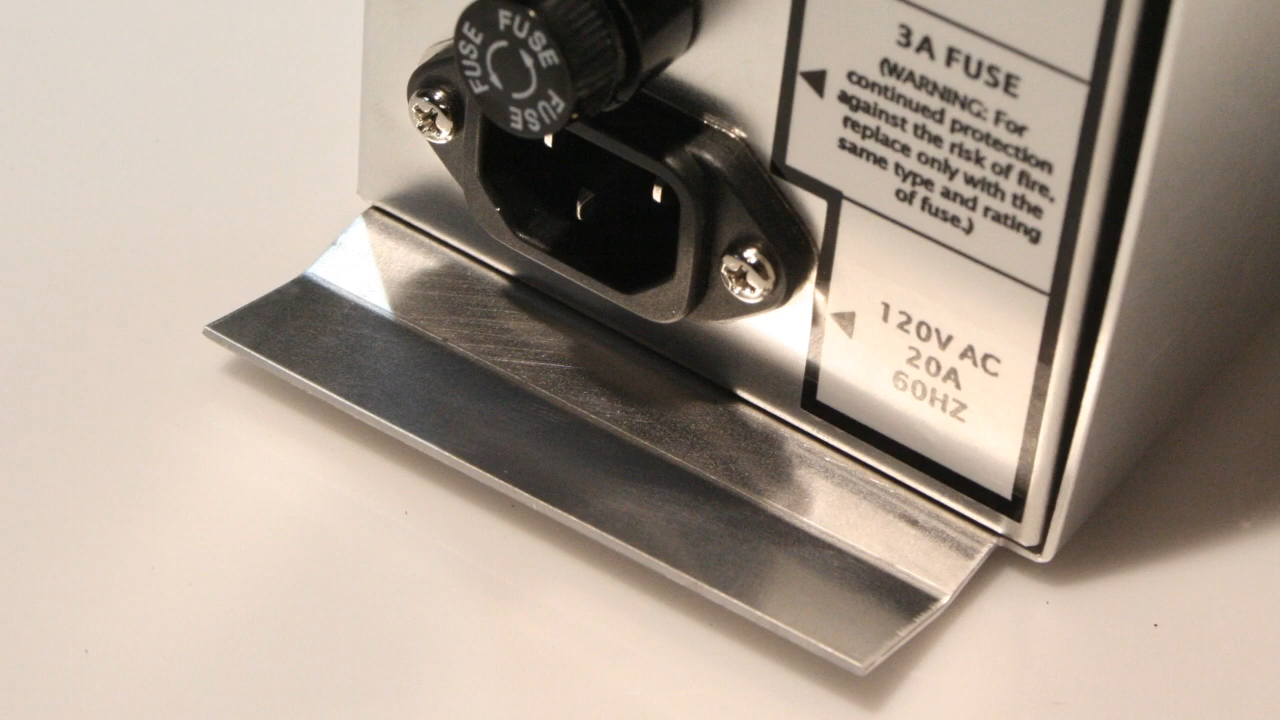 FUSE
FUSE
FUSE
3A FUSE
(WARNING: For
continued protection
against the risk of fire,
replace only with the
same type and rating
of fuse.)
120V AC
20A
60HZ